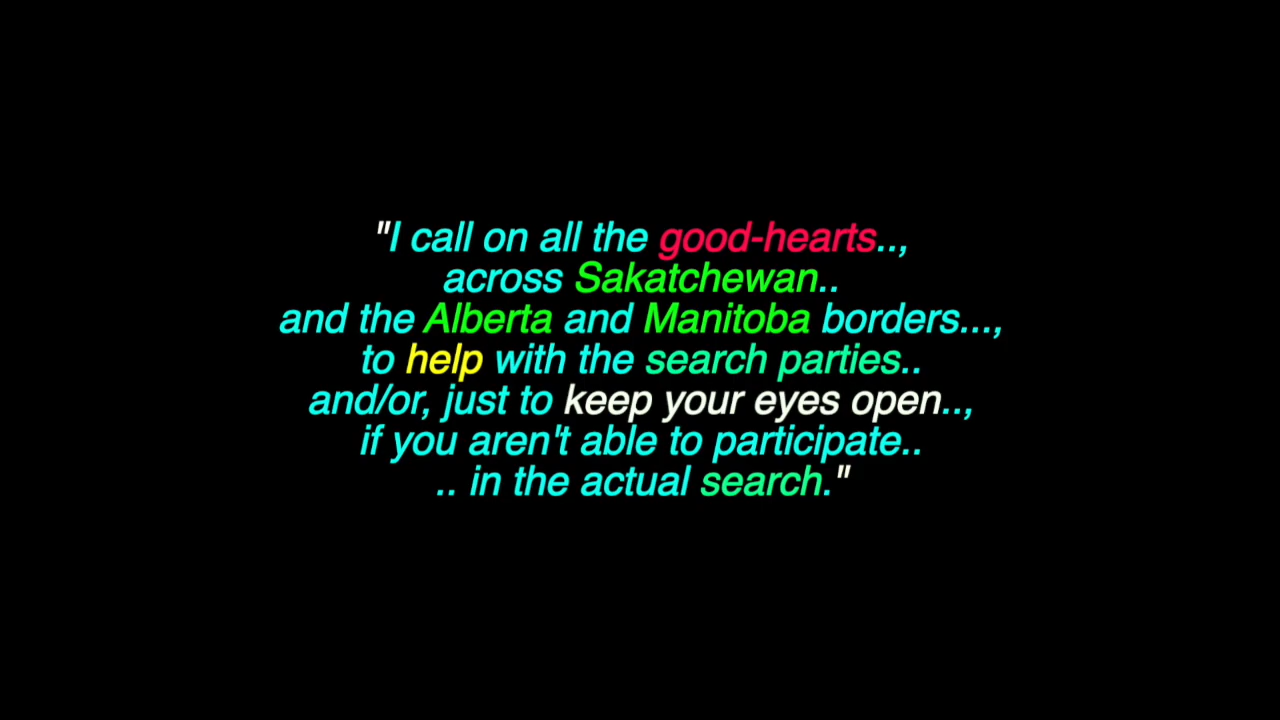 "I call on all the good-hearts..,
across Sakatchewan..
and the Alberta and Manitoba borders...,
to help with the search parties..
and/or, just to keep your eyes open..,
if you aren't able to participate..
.. in the actual search."